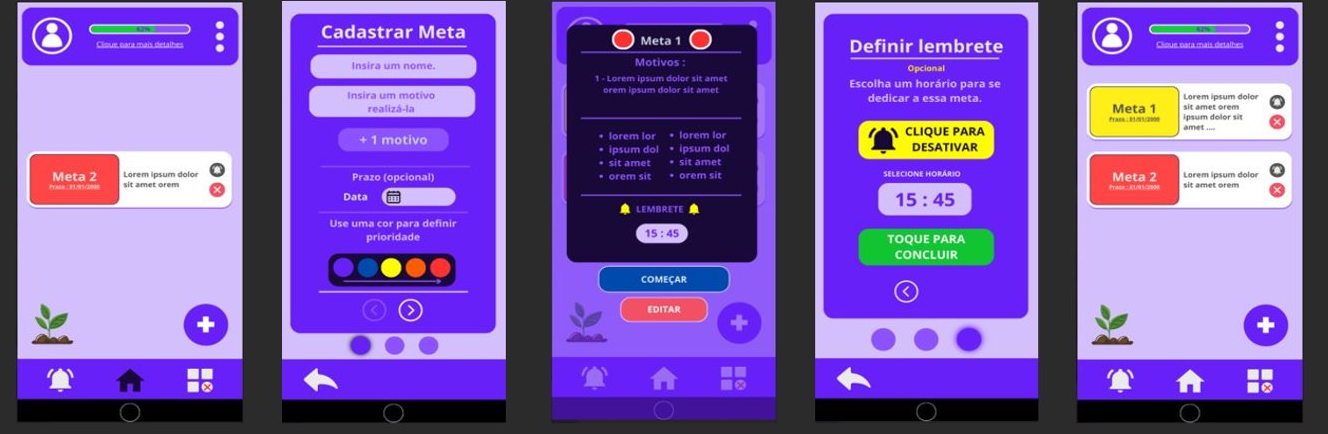 62%
Clique para mais detalhes
Meta 2
Prazo : 01/01/2000
Lorem ipsum dolor
sit amet orem
Cadastrar Meta
Insira um nome.
Insira um motivo
realizá-la
+ 1 motivo
Prazo (opcional)
Data
Use uma cor para definir
prioridade
Meta 1
Motivos :
1 - Lorem ipsum dolor sit amet
orem ipsum dolor sit amet
• lorem lor
• ipsum dol
• sit amet
• orem sit
• lorem lor
• ipsum dol
• sit amet
• orem sit
LEMBRETE
15 : 45
COMEÇAR
EDITAR
Definir lembrete
Opcional
Escolha um horário para se
dedicar a essa meta.
CLIQUE PARA
DESATIVAR
SELECIONE HORÁRIO
15 : 45
TOQUE PARA
CONCLUIR
62%
Clique para mais detalhes
Meta 1
Prazo : 01/01/2000
Lorem ipsum dolor
sit amet orem
ipsum dolor sit
amet ....
Meta 2
Prazo : 01/01/2000
Lorem ipsum dolor
sit amet orem